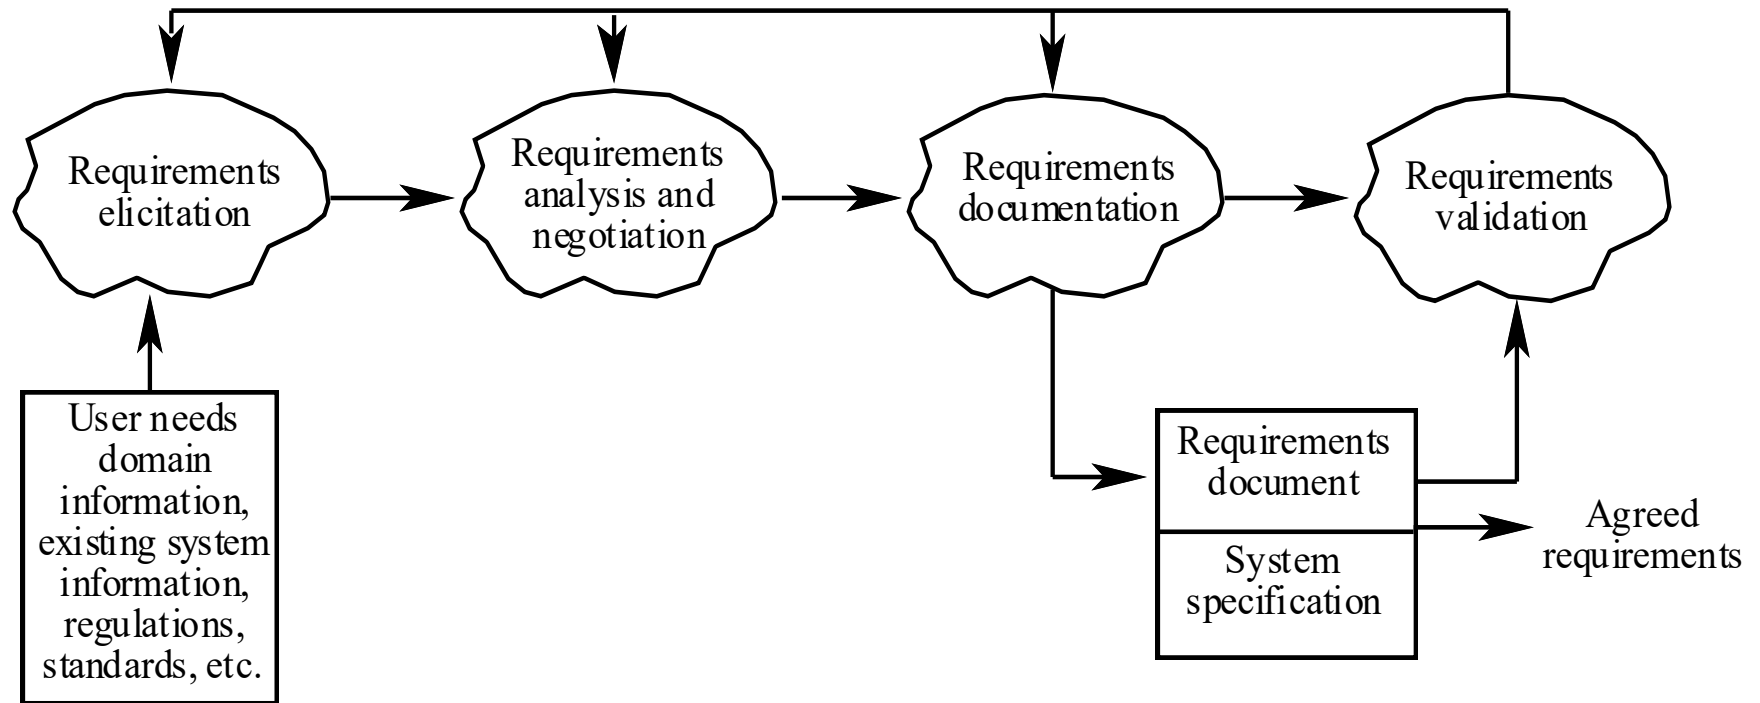 Requirements
elicitation
Requirements
analysis and
negotiation
Requirements
documentation
Requirements
validation
User needs
domain
information,
existing system
information,
regulations,
standards, etc.
Requirements
document
System
specification
Agreed
requirements